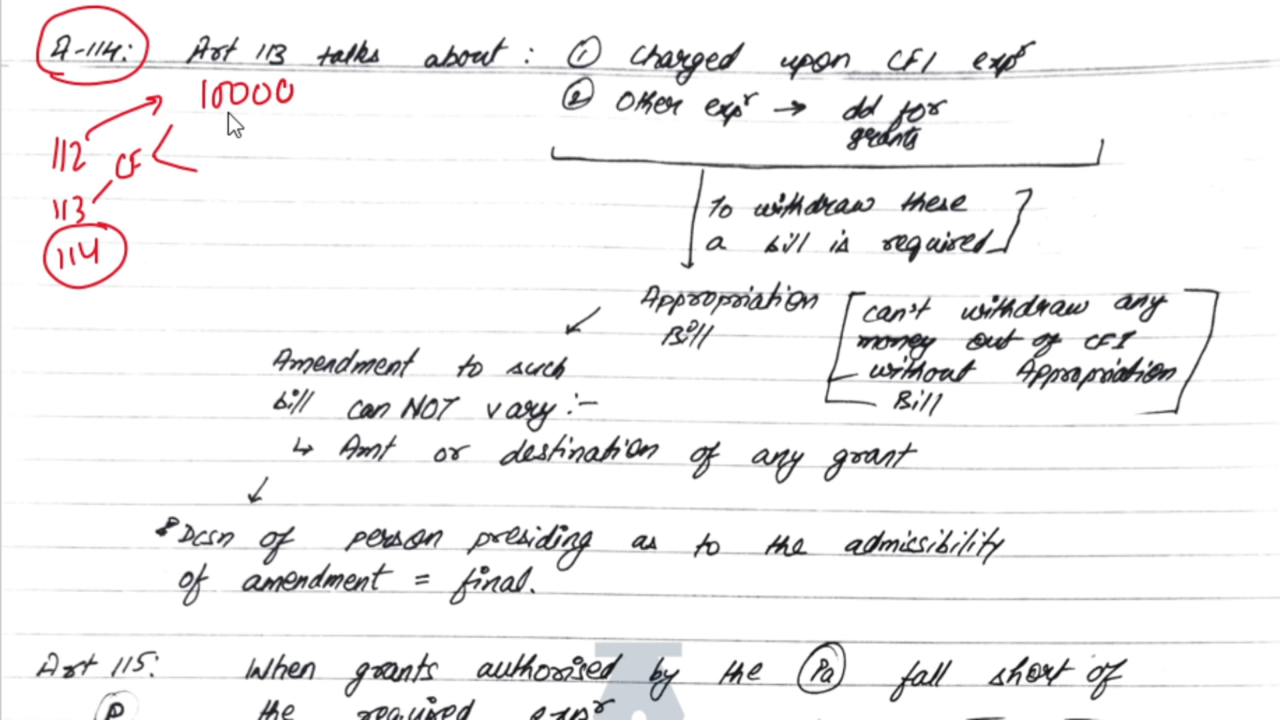 A-114: Art 113 talks about : ① Charged upon CFI expr
10000
② Other expr → dd for
grants
112
CF
113
114
To withdraw these
a bill is required
Appropriation
Bill
can't withdraw any
money out of CFI
without Appropriation
Bill
Amendment to such
bill can NOT vary :-
↳ Amt or destination of any grant
Dcsn of person presiding as to the admissibility
of amendment = final.
Art 115: When grants authorised by the Pa fall short of
P the required expr